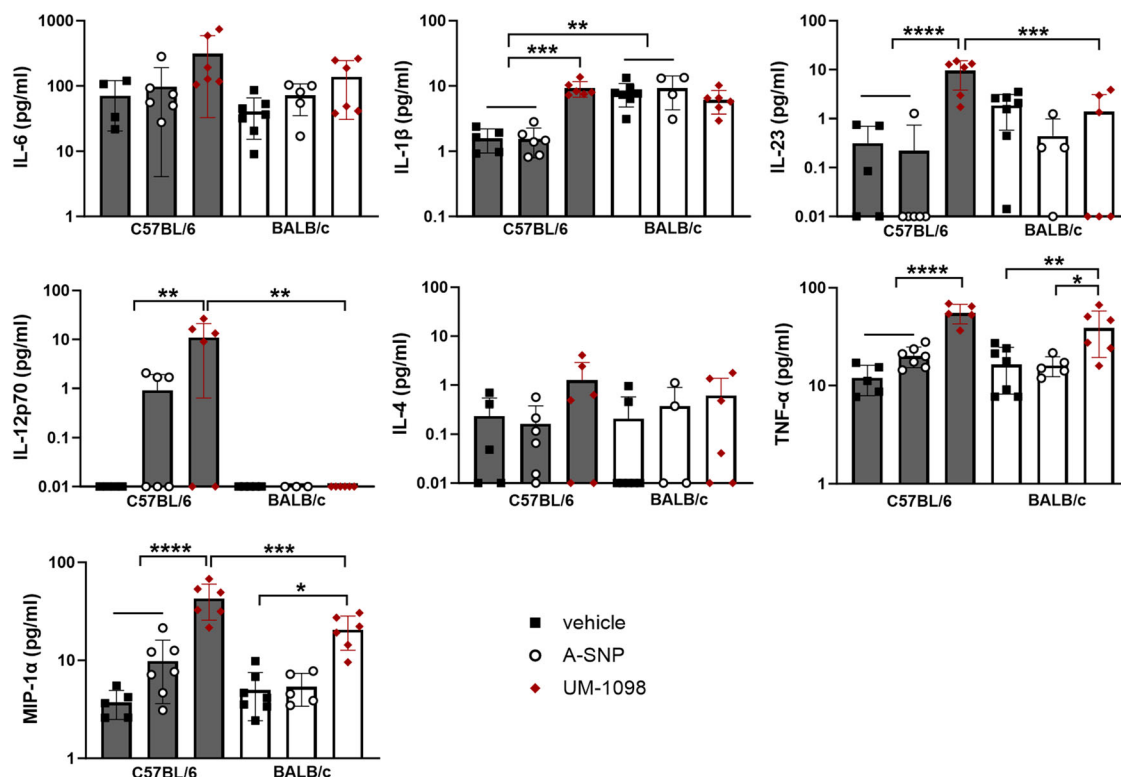 IL-6 (pg/ml)
1000
100
10
1
C57BL/6 BALB/c
IL-1β (pg/ml)
100
10
1
0.1
**
***
C57BL/6 BALB/c
IL-23 (pg/ml)
100
10
1
0.1
0.01
**** ***
C57BL/6 BALB/c
IL-12p70 (pg/ml)
100
10
1
0.1
0.01
** **
C57BL/6 BALB/c
IL-4 (pg/ml)
100
10
1
0.1
0.01
C57BL/6 BALB/c
TNF-α (pg/ml)
100
10
1
**** **
*
C57BL/6 BALB/c
MIP-1α (pg/ml)
100
10
1
**** ***
*
C57BL/6 BALB/c
vehicle
A-SNP
UM-1098